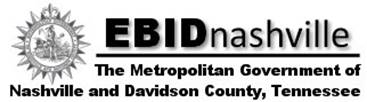 EBIDnashville
The Metropolitan Government of
Nashville and Davidson County, Tennessee